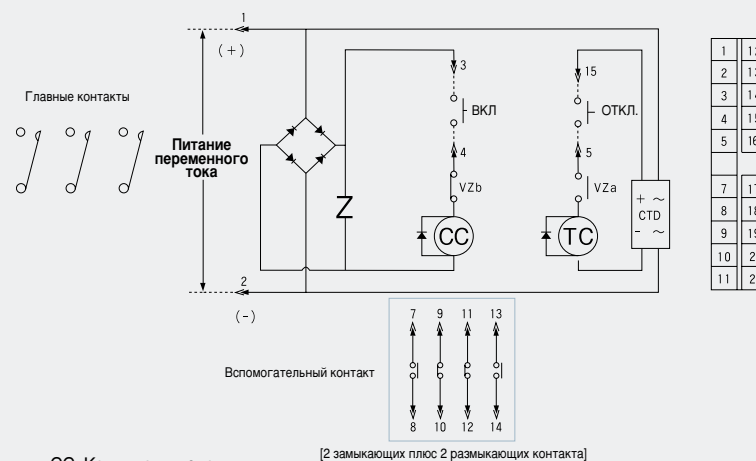 1
(+)
Главные контакты
Питание
переменного
тока
3
ВКЛ
4
VZb
Z
CC
15
ОТКЛ.
5
VZa
TC
+ ~
CTD
- ~
2
(-)
7 9 11 13
Вспомогательный контакт
8 10 12 14
[2 замыкающих плюс 2 размыкающих контакта]
1
2
3
4
5
7
8
9
10
11